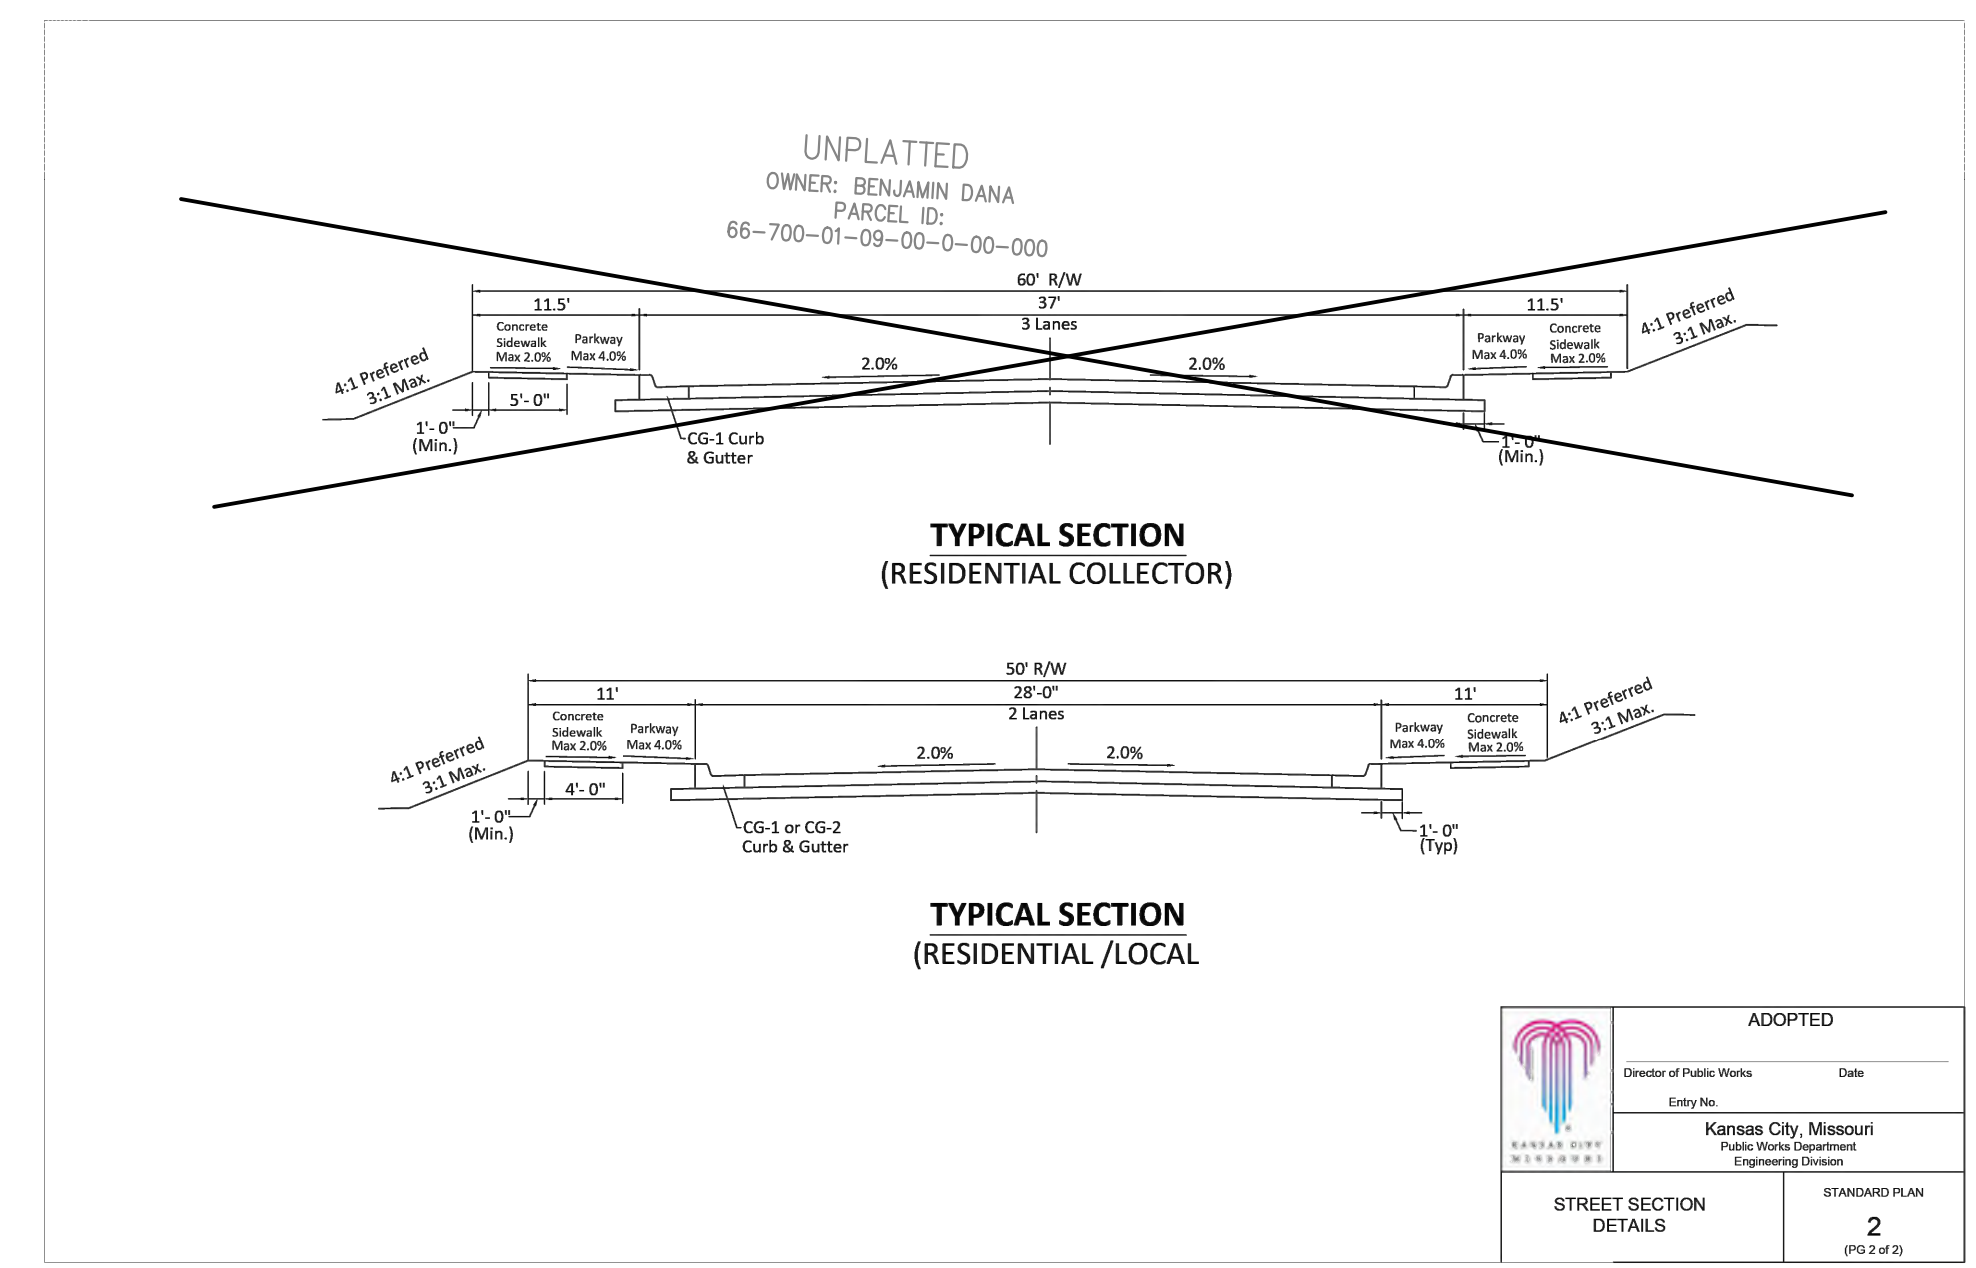 UNPLATTED
OWNER: BENJAMIN DANA
PARCEL ID:
66-700-01-09-00-0-00-000
60' R/W
11.5'
37'
11.5'
3 Lanes
Concrete
Sidewalk
Max 2.0%
Parkway
Max 4.0%
Parkway
Max 4.0%
Concrete
Sidewalk
Max 2.0%
4:1 Preferred
3:1 Max.
4:1 Preferred
3:1 Max.
2.0%
2.0%
5'- 0"
1'- 0"
(Min.)
CG-1 Curb
& Gutter
1'- 0"
(Min.)
TYPICAL SECTION
(RESIDENTIAL COLLECTOR)
50' R/W
11'
28'-0"
11'
2 Lanes
Concrete
Sidewalk
Max 2.0%
Parkway
Max 4.0%
Parkway
Max 4.0%
Concrete
Sidewalk
Max 2.0%
4:1 Preferred
3:1 Max.
4:1 Preferred
3:1 Max.
2.0%
2.0%
4'- 0"
1'- 0"
(Min.)
CG-1 or CG-2
Curb & Gutter
1'- 0"
(Typ)
TYPICAL SECTION
(RESIDENTIAL /LOCAL
KANSAS CITY
MISSOURI
ADOPTED
Director of Public Works Date
Entry No.
Kansas City, Missouri
Public Works Department
Engineering Division
STREET SECTION
DETAILS
STANDARD PLAN
2
(PG 2 of 2)